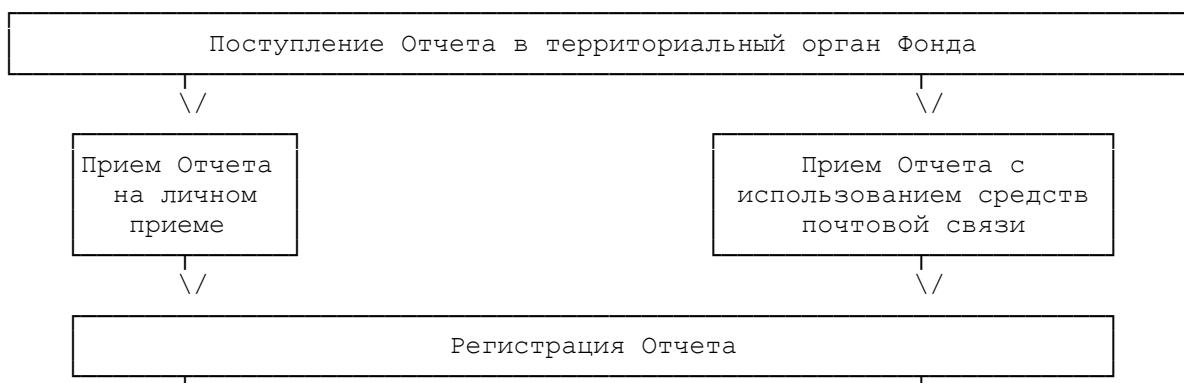 Поступление Отчета в территориальный орган Фонда
Прием Отчета
на личном
приеме
Прием Отчета с
использованием средств
почтовой связи
Регистрация Отчета